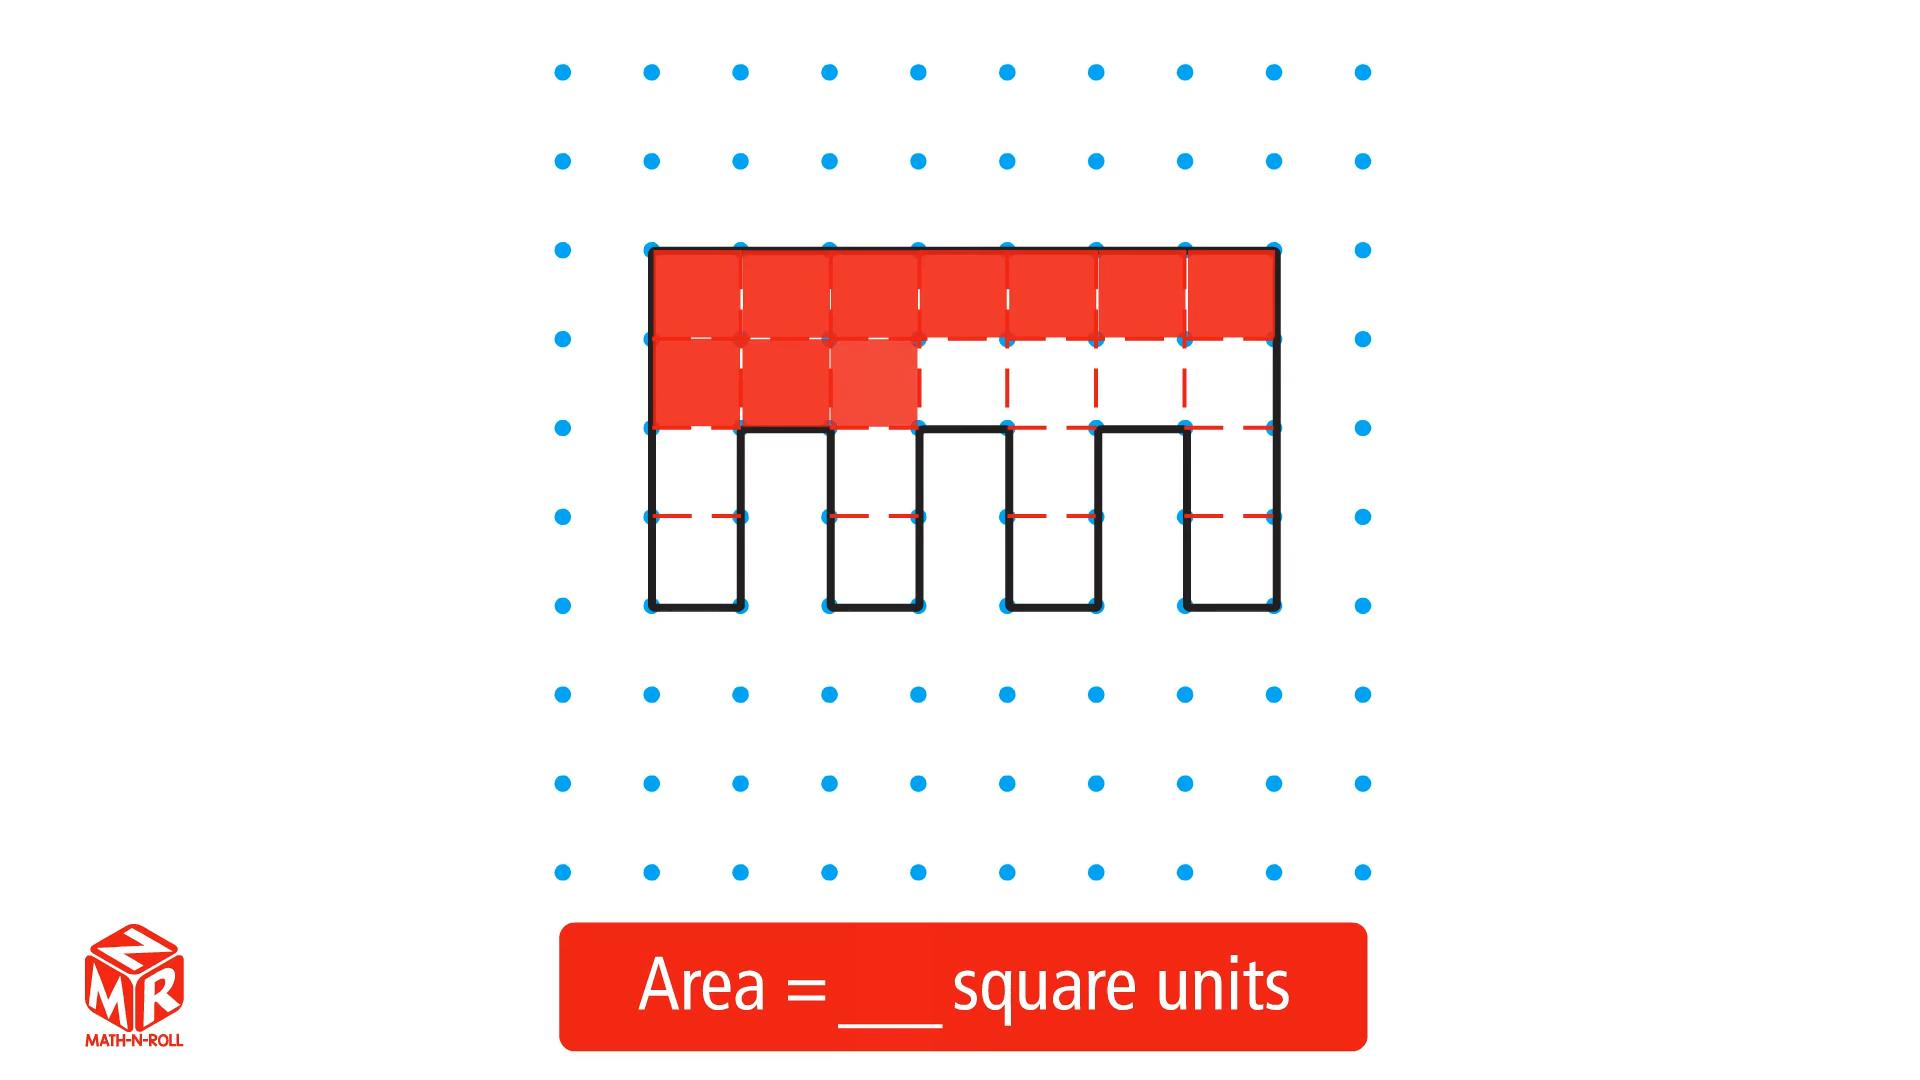 Area = ___ square units
N
M R
MATH-N-ROLL